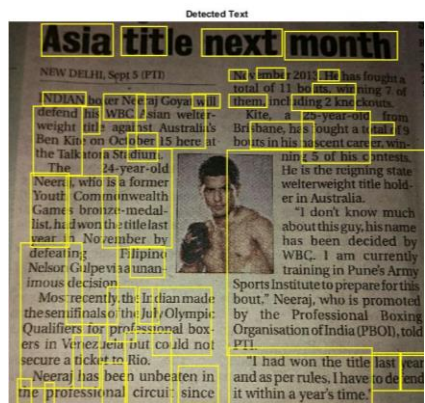 Detected Text
Asia title next month
NEW DELHI, Sept 5 (PTI)
INDIAN boxer Neeraj Goyat will
defend his WBC Asian welter-
weight title against Australia's
Ben Kite on October 15 here at
the Talkatora Stadium.
The 24-year-old
Neeraj, who is a former
Youth Commonwealth
Games bronze-medal-
list, had won the title last
year in November by
defeating Filipino
Nelson Gulpe via a unan-
imous decision.
Most recently, the Indian made
the semifinals of the July Olympic
Qualifiers for professional box-
ers in Venezuela but could not
secure a ticket to Rio.
Neeraj has been unbeaten in
the professional circuit since
November 2013. He has fought a
total of 11 bouts, winning 7 of
them, including 2 knockouts.
Kite, a 25-year-old from
Brisbane, has fought a total of 9
bouts in his nascent career, win-
ning 5 of his contests.
He is the reigning state
welterweight title hold-
er in Australia.
"I don't know much
about this guy, his name
has been decided by
WBC. I am currently
training in Pune's Army
Sports Institute to prepare for this
bout," Neeraj, who is promoted
by the Professional Boxing
Organisation of India (PBOI), told
PTI.
"I had won the title last year
and as per rules, I have to defend
it within a year's time."